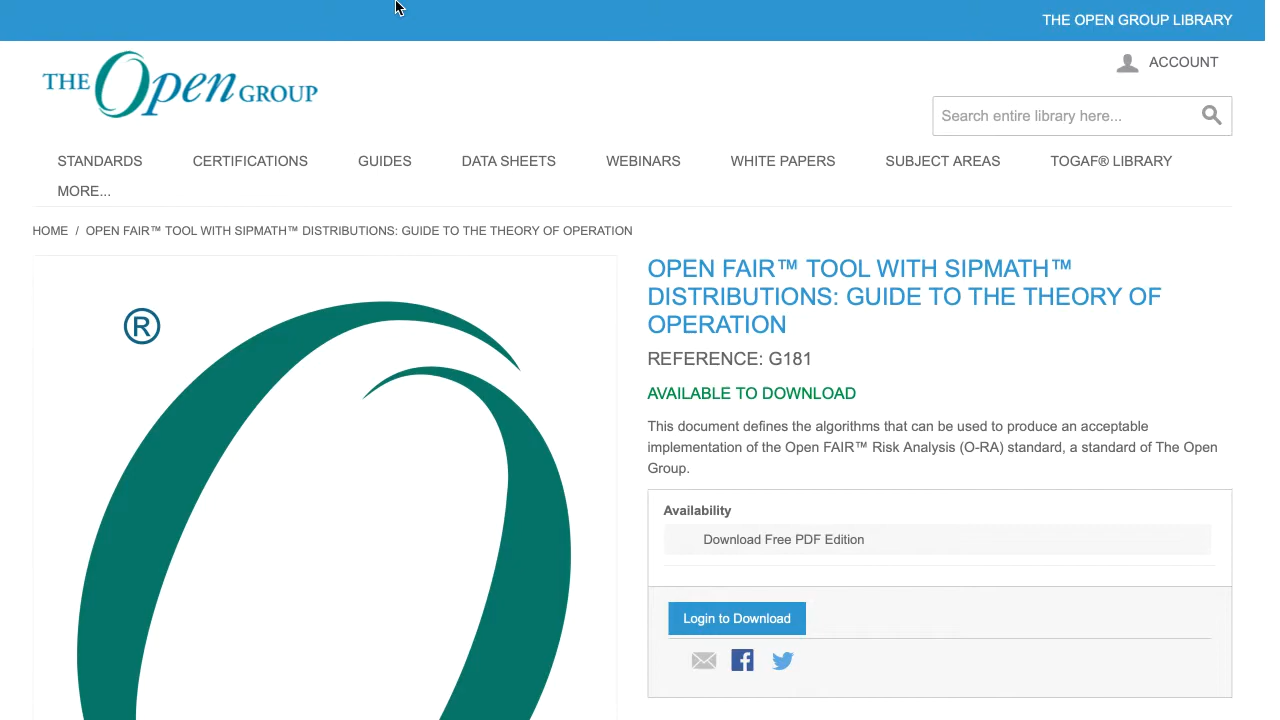 THE OPEN GROUP LIBRARY
THE Open GROUP
ACCOUNT
Search entire library here...
STANDARDS CERTIFICATIONS GUIDES DATA SHEETS WEBINARS WHITE PAPERS SUBJECT AREAS TOGAF® LIBRARY
MORE...
HOME / OPEN FAIR™ TOOL WITH SIPMATH™ DISTRIBUTIONS: GUIDE TO THE THEORY OF OPERATION
®
OPEN FAIR™ TOOL WITH SIPMATH™
DISTRIBUTIONS: GUIDE TO THE THEORY OF
OPERATION
REFERENCE: G181
AVAILABLE TO DOWNLOAD
This document defines the algorithms that can be used to produce an acceptable
implementation of the Open FAIR™ Risk Analysis (O-RA) standard, a standard of The Open
Group.
Availability
Download Free PDF Edition
Login to Download